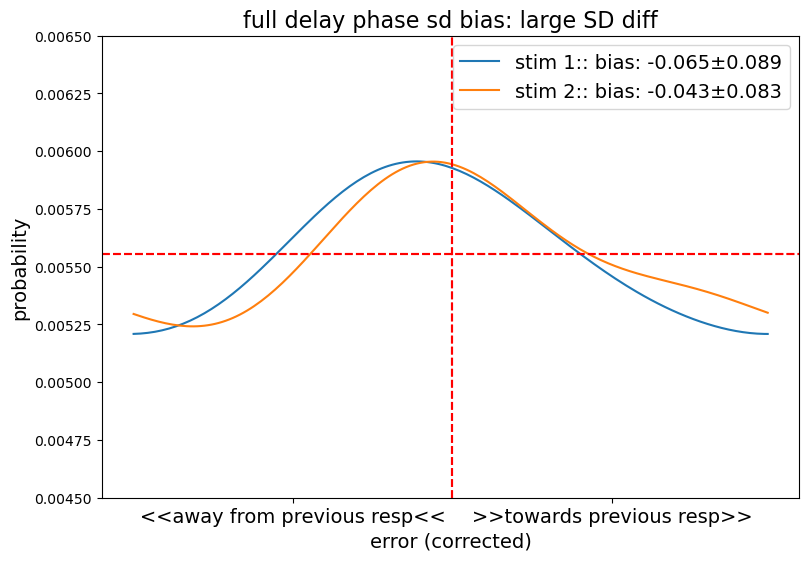 full delay phase sd bias: large SD diff
stim 1:: bias: -0.065±0.089
stim 2:: bias: -0.043±0.083
0.00650
0.00625
0.00600
0.00575
0.00550
0.00525
0.00500
0.00475
0.00450
probability
<<away from previous resp<< >>towards previous resp>>
error (corrected)